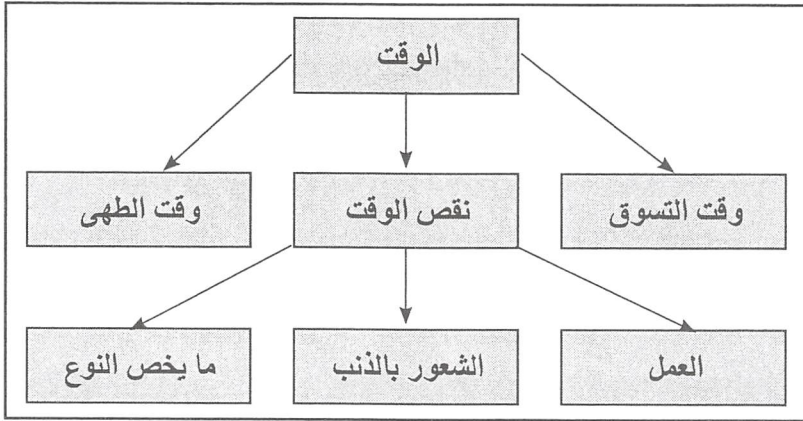 الوقت
وقت التسوق
نقص الوقت
وقت الطهى
العمل
الشعور بالذنب
ما يخص النوع